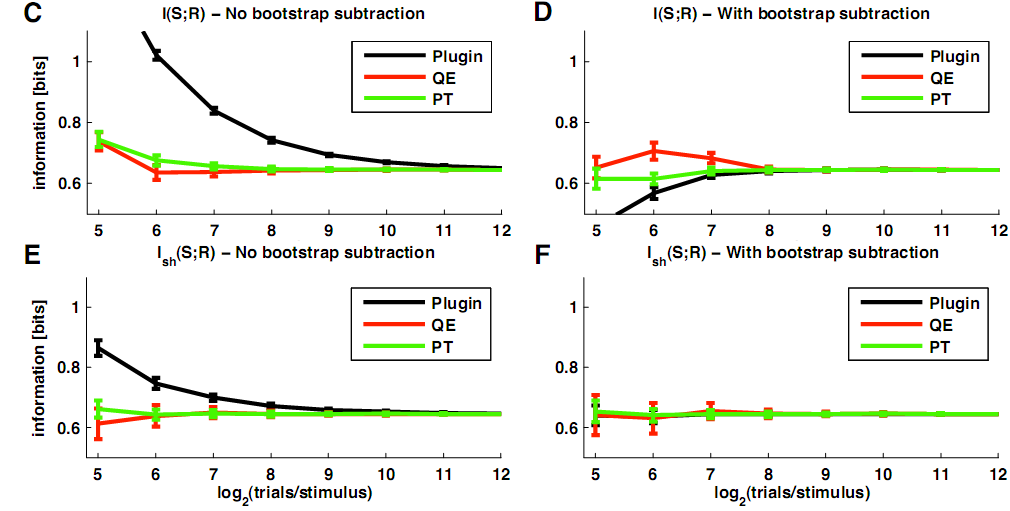 C
I(S;R) – No bootstrap subtraction
information [bits]
1
0.8
0.6
Plugin
QE
PT
5 6 7 8 9 10 11 12
D
I(S;R) – With bootstrap subtraction
1
0.8
0.6
Plugin
QE
PT
5 6 7 8 9 10 11 12
E
Ish(S;R) – No bootstrap subtraction
information [bits]
1
0.8
0.6
Plugin
QE
PT
5 6 7 8 9 10 11 12
log2(trials/stimulus)
F
Ish(S;R) – With bootstrap subtraction
1
0.8
0.6
Plugin
QE
PT
5 6 7 8 9 10 11 12
log2(trials/stimulus)